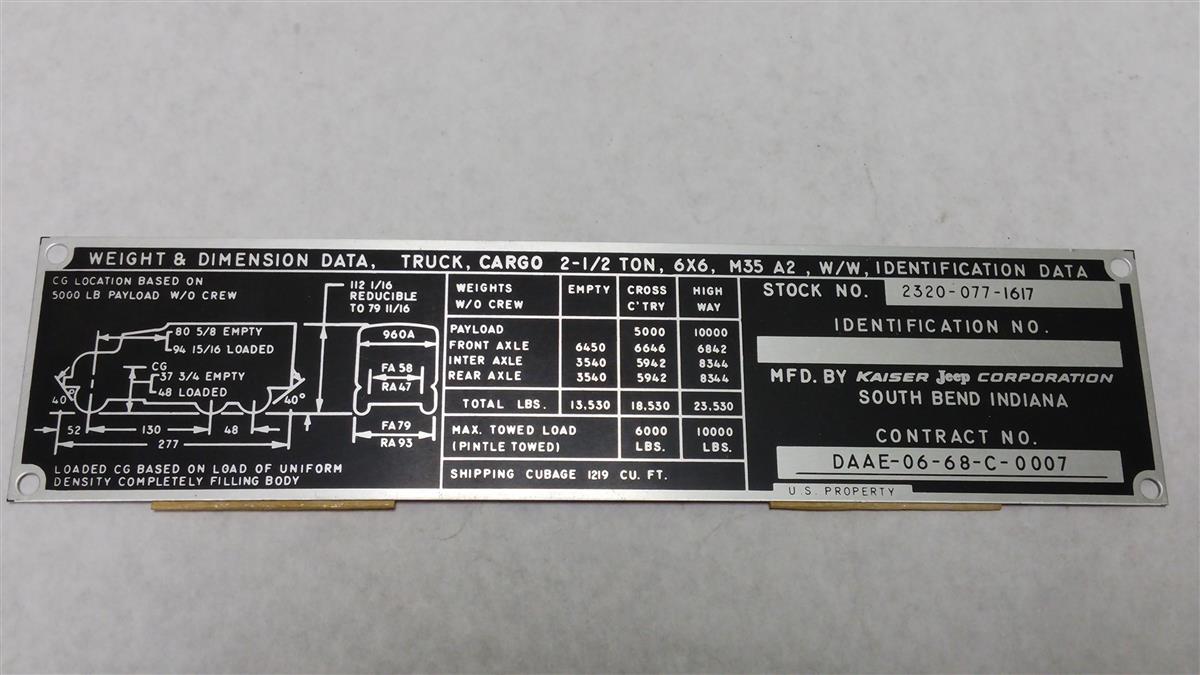 WEIGHT & DIMENSION DATA, TRUCK, CARGO 2-1/2 TON, 6X6, M35 A2, W/W, IDENTIFICATION DATA
CG LOCATION BASED ON
5000 LB PAYLOAD W/O CREW
112 1/16
REDUCIBLE
TO 79 11/16
80 5/8 EMPTY
94 15/16 LOADED
CG
37 3/4 EMPTY
48 LOADED
40°
40°
52
130
48
277
960A
FA 58
RA 47
FA 79
RA 93
LOADED CG BASED ON LOAD OF UNIFORM
DENSITY COMPLETELY FILLING BODY
WEIGHTS W/O CREW EMPTY CROSS C'TRY HIGH WAY
PAYLOAD 5000 10000
FRONT AXLE 6450 6646 6842
INTER AXLE 3540 5942 8344
REAR AXLE 3540 5942 8344
TOTAL LBS. 13,530 18,530 23,530
MAX. TOWED LOAD 6000 10000
(PINTLE TOWED) LBS. LBS.
SHIPPING CUBAGE 1219 CU. FT.
STOCK NO. 2320-077-1617
IDENTIFICATION NO.
MFD. BY KAISER Jeep CORPORATION
SOUTH BEND INDIANA
CONTRACT NO.
DAAE-06-68-C-0007
U.S. PROPERTY